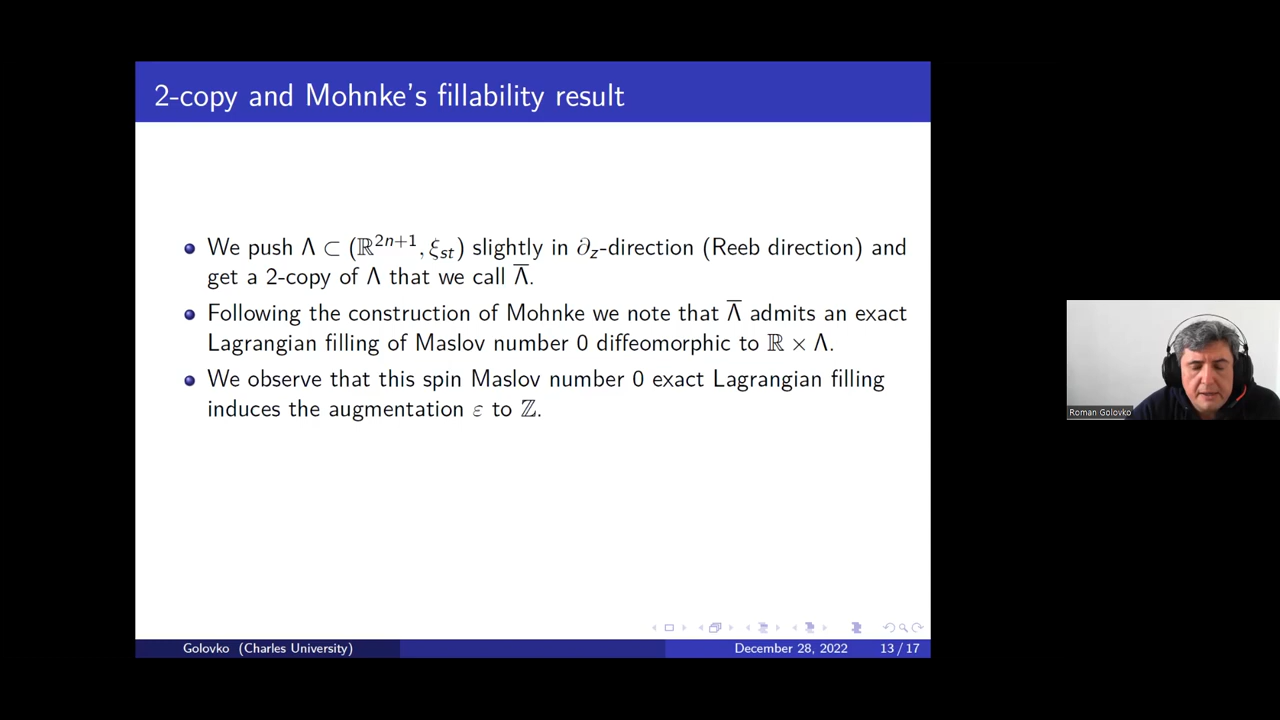 2-copy and Mohnke's fillability result
We push Λ ⊂ (ℝ²ⁿ⁺¹, ξ_st) slightly in ∂_z-direction (Reeb direction) and
get a 2-copy of Λ that we call Λ̅.
Following the construction of Mohnke we note that Λ̅ admits an exact
Lagrangian filling of Maslov number 0 diffeomorphic to ℝ × Λ.
We observe that this spin Maslov number 0 exact Lagrangian filling
induces the augmentation ε to ℤ.
Golovko (Charles University)
December 28, 2022
13 / 17
Roman Golovko